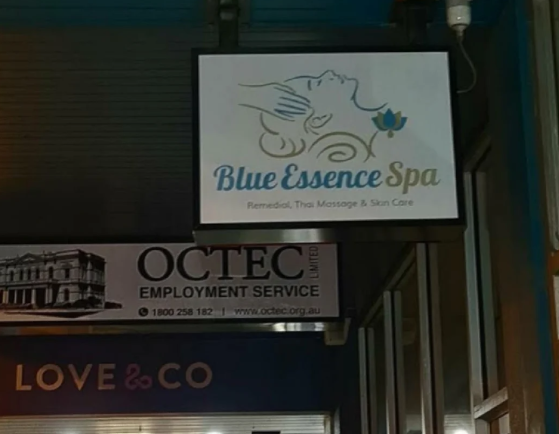 Blue Essence Spa
Remedial, Thai Massage & Skin Care
OCTEC LIMITED
EMPLOYMENT SERVICE
1800 258 182 | www.octec.org.au
LOVE & CO